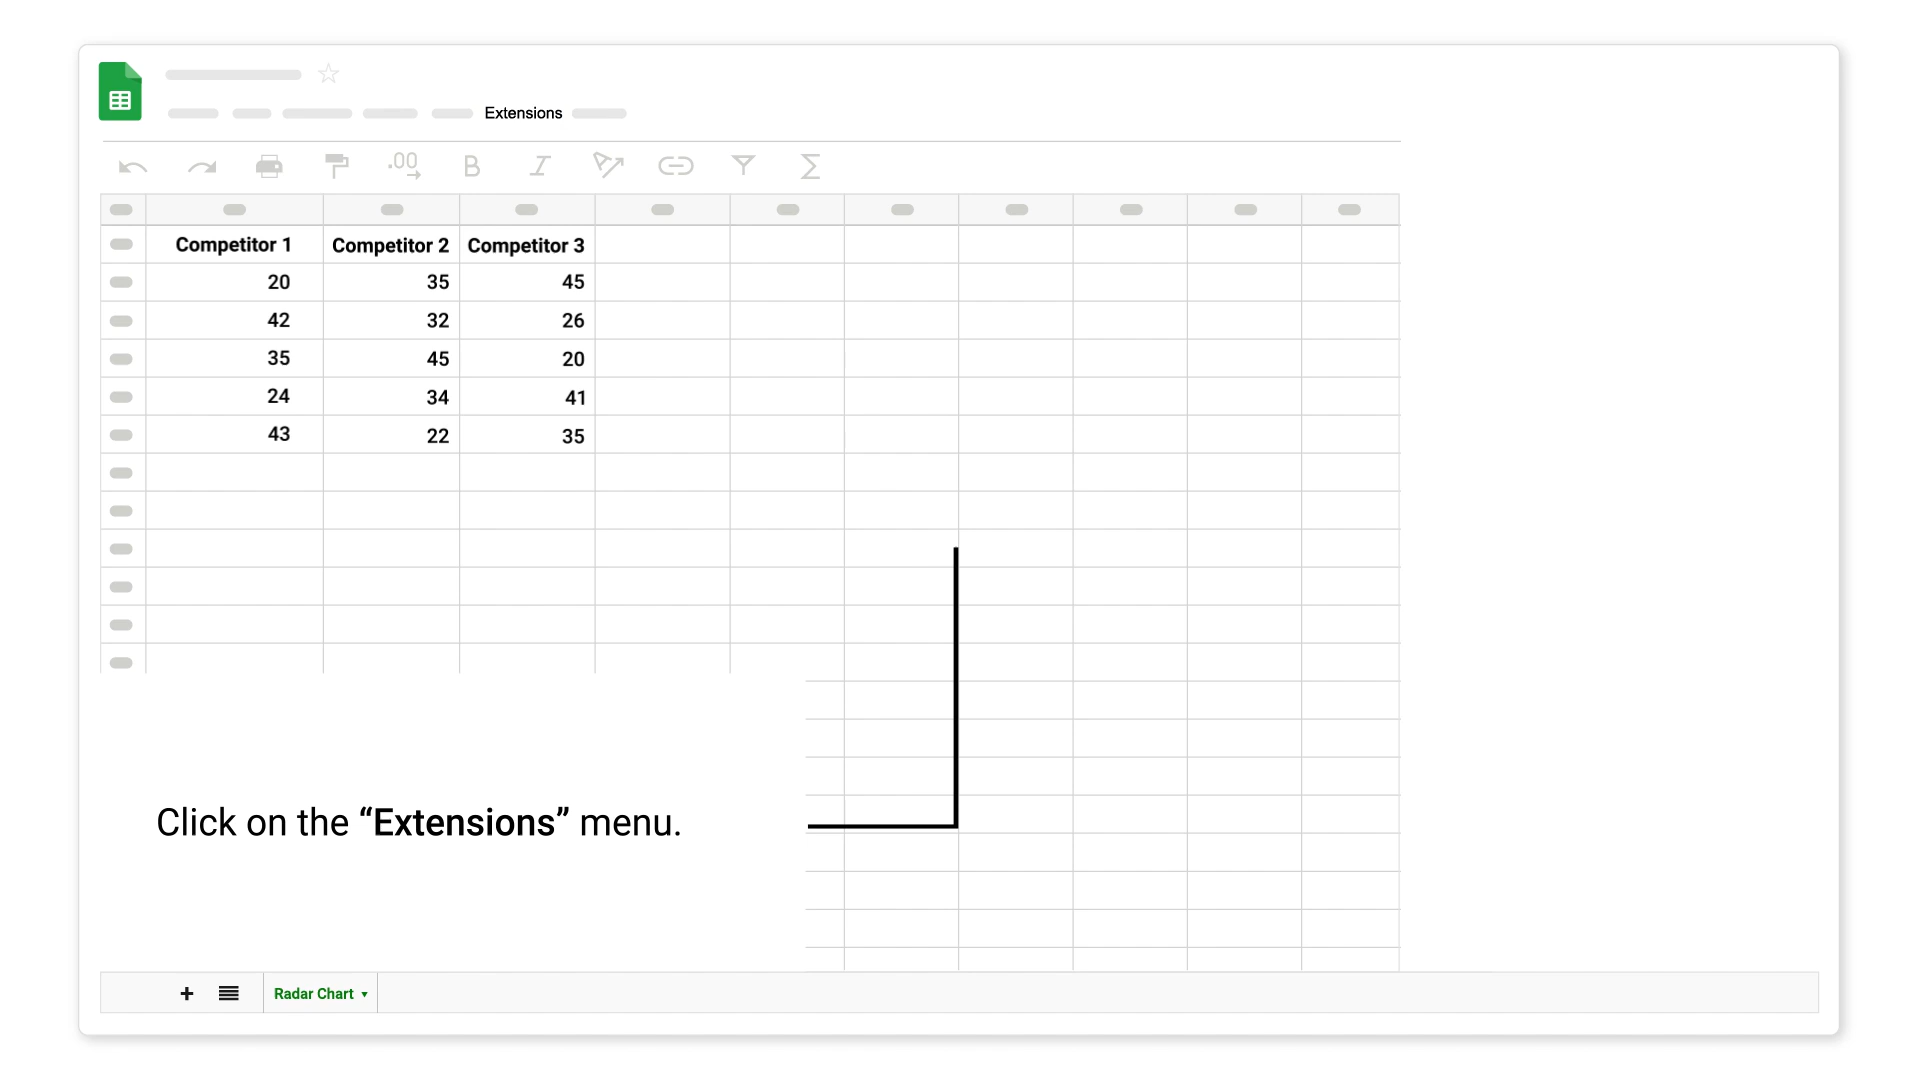 Extensions
.00
B
I
Competitor 1 Competitor 2 Competitor 3
20 35 45
42 32 26
35 45 20
24 34 41
43 22 35
Click on the “Extensions” menu.
Radar Chart